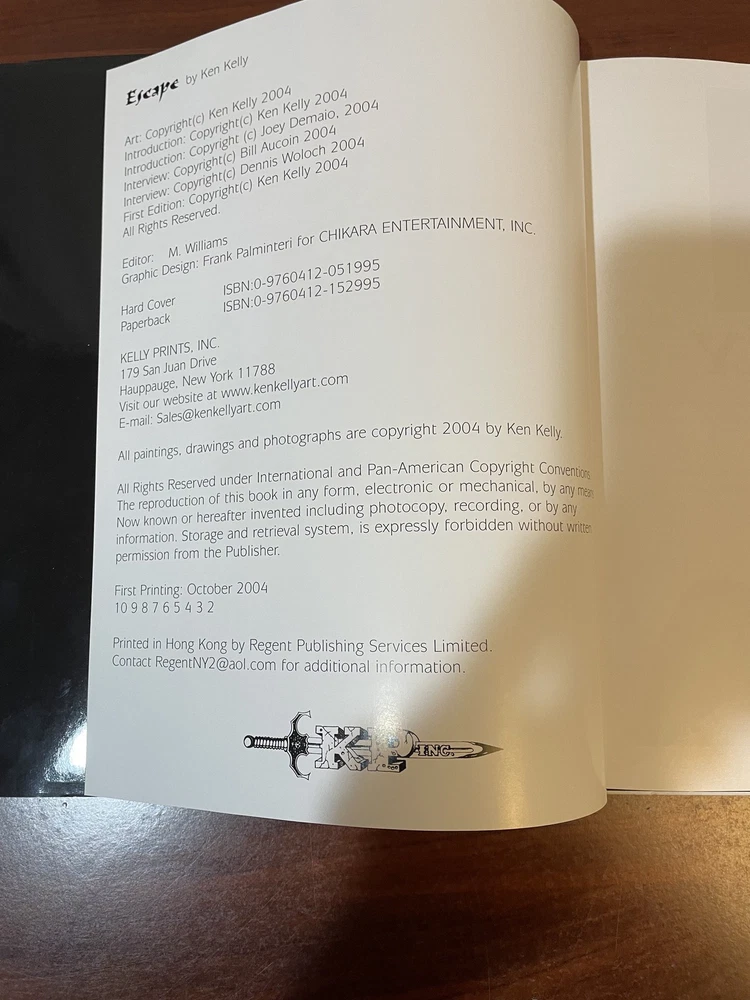 Escape by Ken Kelly
Art: Copyright(c) Ken Kelly 2004
Introduction: Copyright(c) Ken Kelly 2004
Introduction: Copyright (c) Joey Demaio, 2004
Interview: Copyright(c) Bill Aucoin 2004
Interview: Copyright(c) Dennis Woloch 2004
First Edition: Copyright(c) Ken Kelly 2004
All Rights Reserved.
Editor: M. Williams
Graphic Design: Frank Palminteri for CHIKARA ENTERTAINMENT, INC.
Hard Cover ISBN:0-9760412-051995
Paperback ISBN:0-9760412-152995
KELLY PRINTS, INC.
179 San Juan Drive
Hauppauge, New York 11788
Visit our website at www.kenkellyart.com
E-mail: Sales@kenkellyart.com
All paintings, drawings and photographs are copyright 2004 by Ken Kelly.
All Rights Reserved under International and Pan-American Copyright Conventions
The reproduction of this book in any form, electronic or mechanical, by any means
Now known or hereafter invented including photocopy, recording, or by any
information. Storage and retrieval system, is expressly forbidden without written
permission from the Publisher.
First Printing: October 2004
10 9 8 7 6 5 4 3 2
Printed in Hong Kong by Regent Publishing Services Limited.
Contact RegentNY2@aol.com for additional information.
KP INC.